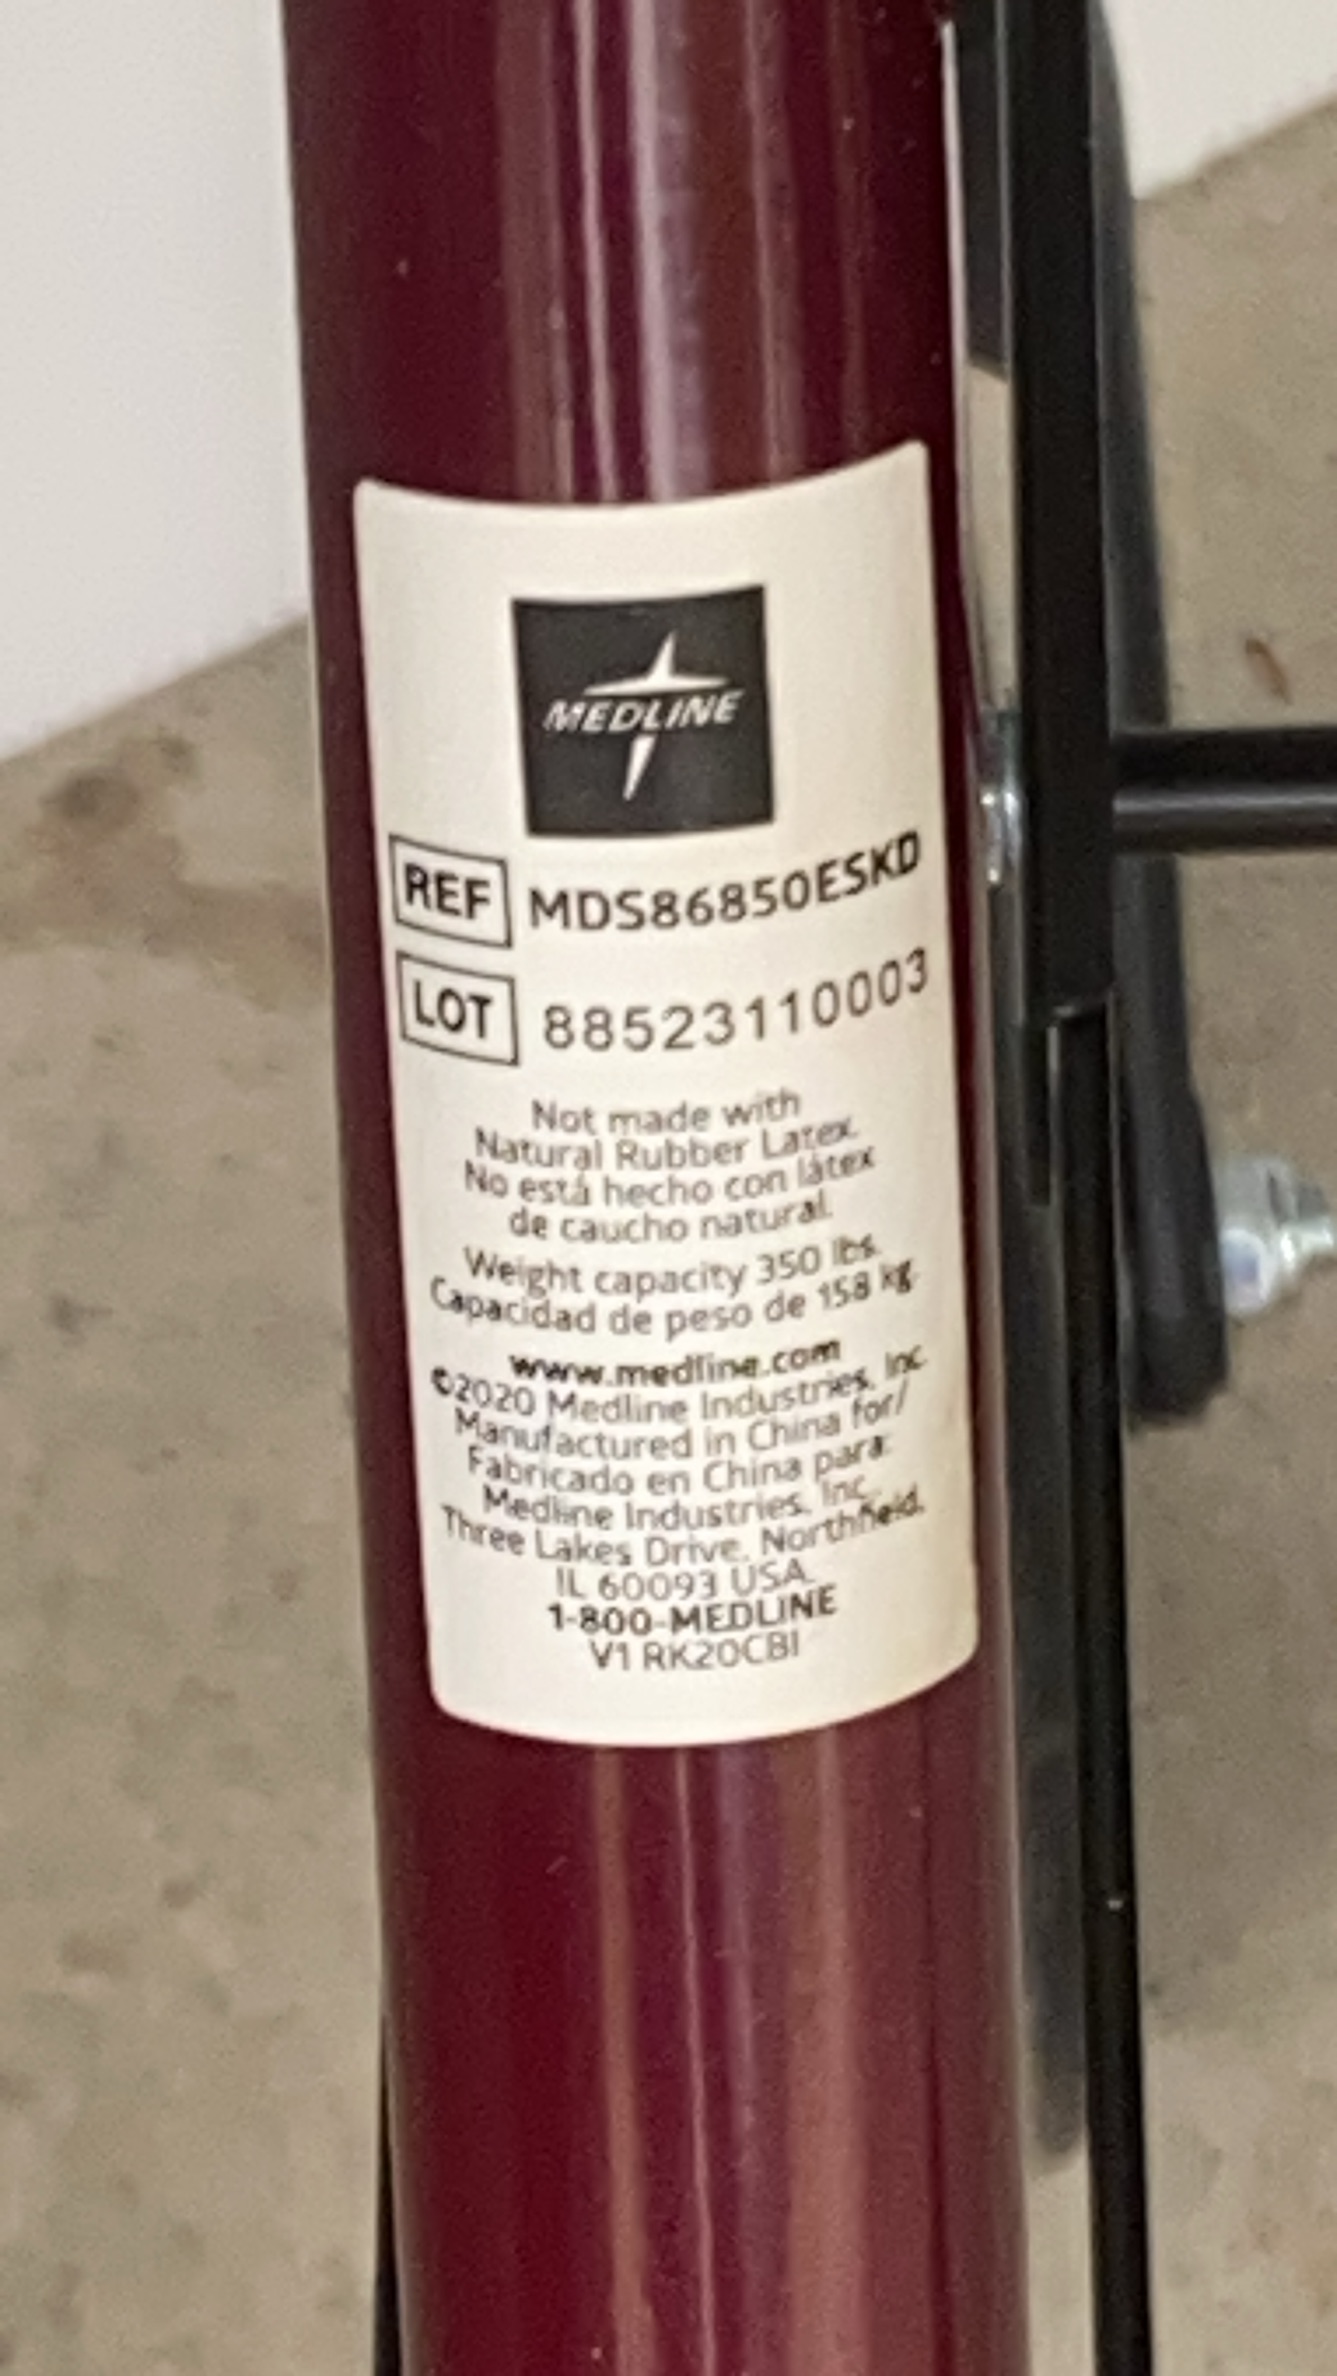 MEDLINE
REF MDS86850ESKD
LOT 88523110003
Not made with
Natural Rubber Latex.
No está hecho con látex
de caucho natural.
Weight capacity 350 lbs.
Capacidad de peso de 158 kg.
www.medline.com
©2020 Medline Industries, Inc.
Manufactured in China for/
Fabricado en China para:
Medline Industries, Inc.,
Three Lakes Drive, Northfield,
IL 60093 USA.
1-800-MEDLINE
V1 RK20CBI